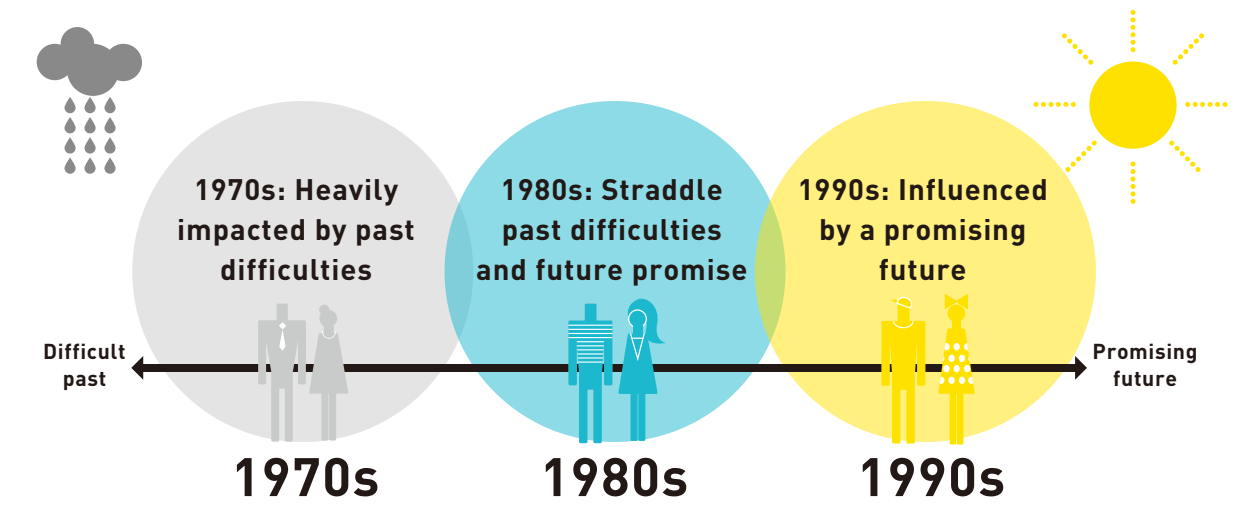 1970s: Heavily
impacted by past
difficulties
1980s: Straddle
past difficulties
and future promise
1990s: Influenced
by a promising
future
Difficult
past
Promising
future
1970s
1980s
1990s